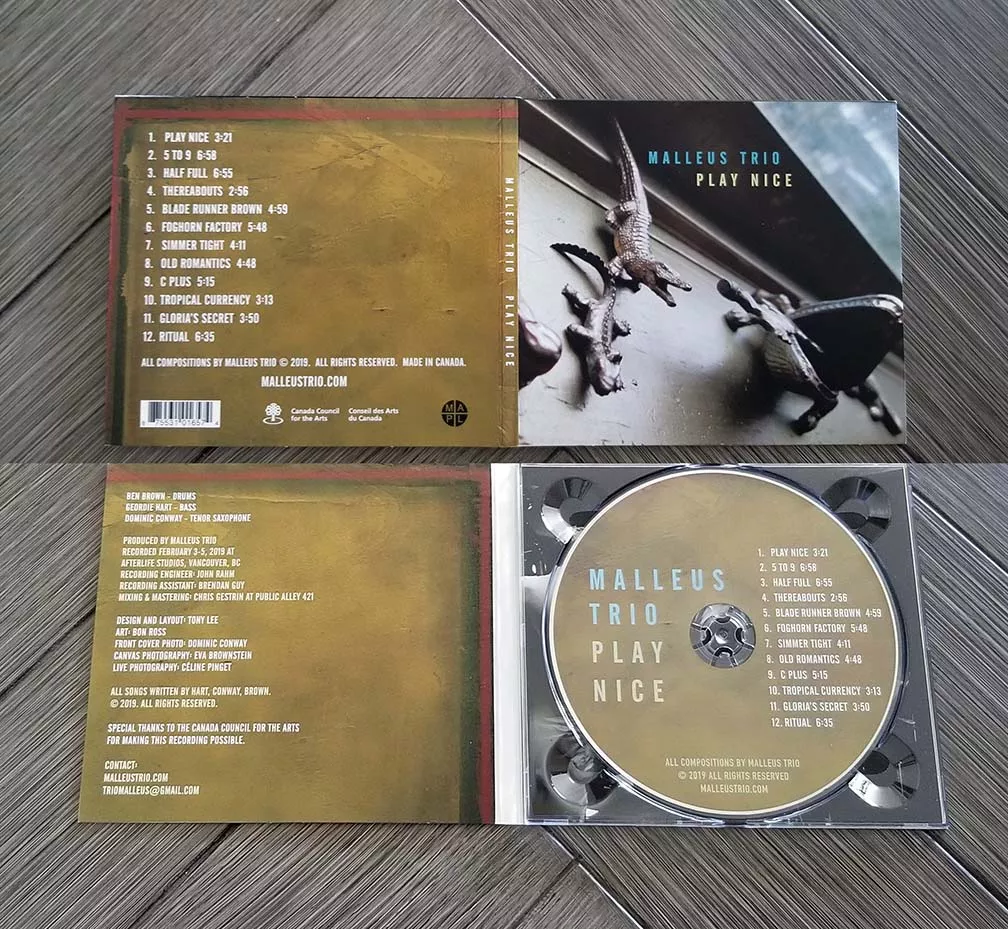 1. PLAY NICE 3:21
2. 5 TO 9 6:58
3. HALF FULL 6:55
4. THEREABOUTS 2:56
5. BLADE RUNNER BROWN 4:59
6. FOGHORN FACTORY 5:48
7. SIMMER TIGHT 4:11
8. OLD ROMANTICS 4:48
9. C PLUS 5:15
10. TROPICAL CURRENCY 3:13
11. GLORIA'S SECRET 3:50
12. RITUAL 6:35
ALL COMPOSITIONS BY MALLEUS TRIO © 2019. ALL RIGHTS RESERVED. MADE IN CANADA.
MALLEUSTRIO.COM
75531 01657 4
Canada Council Conseil des Arts
for the Arts du Canada
MA
PL
MALLEUS TRIO PLAY NICE
MALLEUS TRIO
PLAY NICE
BEN BROWN - DRUMS
GEORDIE HART - BASS
DOMINIC CONWAY - TENOR SAXOPHONE
PRODUCED BY MALLEUS TRIO
RECORDED FEBRUARY 3-5, 2019 AT
AFTERLIFE STUDIOS, VANCOUVER, BC
RECORDING ENGINEER: JOHN RAHM
RECORDING ASSISTANT: BRENDAN GUY
MIXING & MASTERING: CHRIS GESTRIN AT PUBLIC ALLEY 421
DESIGN AND LAYOUT: TONY LEE
ART: BON ROSS
FRONT COVER PHOTO: DOMINIC CONWAY
CANVAS PHOTOGRAPHY: EVA BROWNSTEIN
LIVE PHOTOGRAPHY: CÉLINE PINGET
ALL SONGS WRITTEN BY HART, CONWAY, BROWN.
© 2019. ALL RIGHTS RESERVED.
SPECIAL THANKS TO THE CANADA COUNCIL FOR THE ARTS
FOR MAKING THIS RECORDING POSSIBLE.
CONTACT:
MALLEUSTRIO.COM
TRIOMALLEUS@GMAIL.COM
MALLEUS
TRIO
PLAY
NICE
1. PLAY NICE 3:21
2. 5 TO 9 6:58
3. HALF FULL 6:55
4. THEREABOUTS 2:56
5. BLADE RUNNER BROWN 4:59
6. FOGHORN FACTORY 5:48
7. SIMMER TIGHT 4:11
8. OLD ROMANTICS 4:48
9. C PLUS 5:15
10. TROPICAL CURRENCY 3:13
11. GLORIA'S SECRET 3:50
12. RITUAL 6:35
ALL COMPOSITIONS BY MALLEUS TRIO
© 2019 ALL RIGHTS RESERVED
MALLEUSTRIO.COM